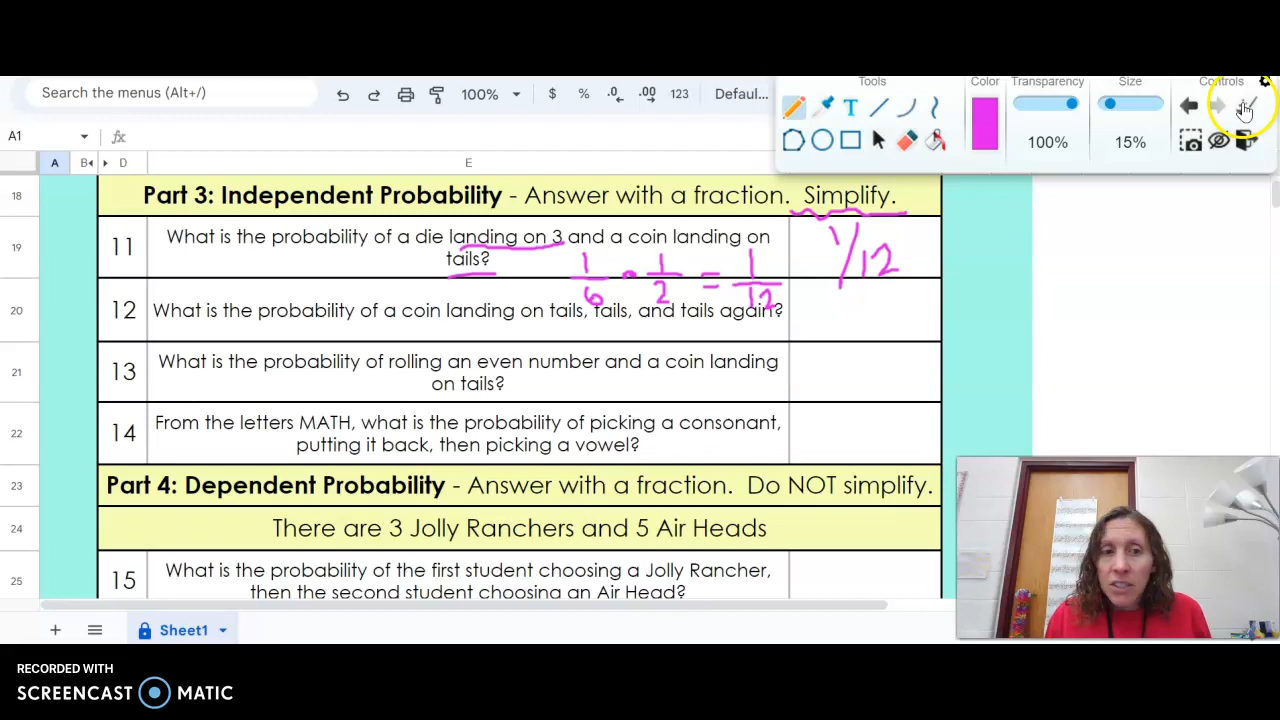 Search the menus (Alt+/)
100%
$
%
.0
.00
123
Defaul...
Tools
Color
Transparency
Size
Controls
T
100%
15%
A1
fx
A
B
D
E
18
Part 3: Independent Probability - Answer with a fraction. Simplify.
19
11
What is the probability of a die landing on 3 and a coin landing on
tails?
1/6 • 1/2 = 1/12
1/12
20
12
What is the probability of a coin landing on tails, tails, and tails again?
21
13
What is the probability of rolling an even number and a coin landing
on tails?
22
14
From the letters MATH, what is the probability of picking a consonant,
putting it back, then picking a vowel?
23
Part 4: Dependent Probability - Answer with a fraction. Do NOT simplify.
24
There are 3 Jolly Ranchers and 5 Air Heads
25
15
What is the probability of the first student choosing a Jolly Rancher,
then the second student choosing an Air Head?
Sheet1
RECORDED WITH
SCREENCAST MATIC